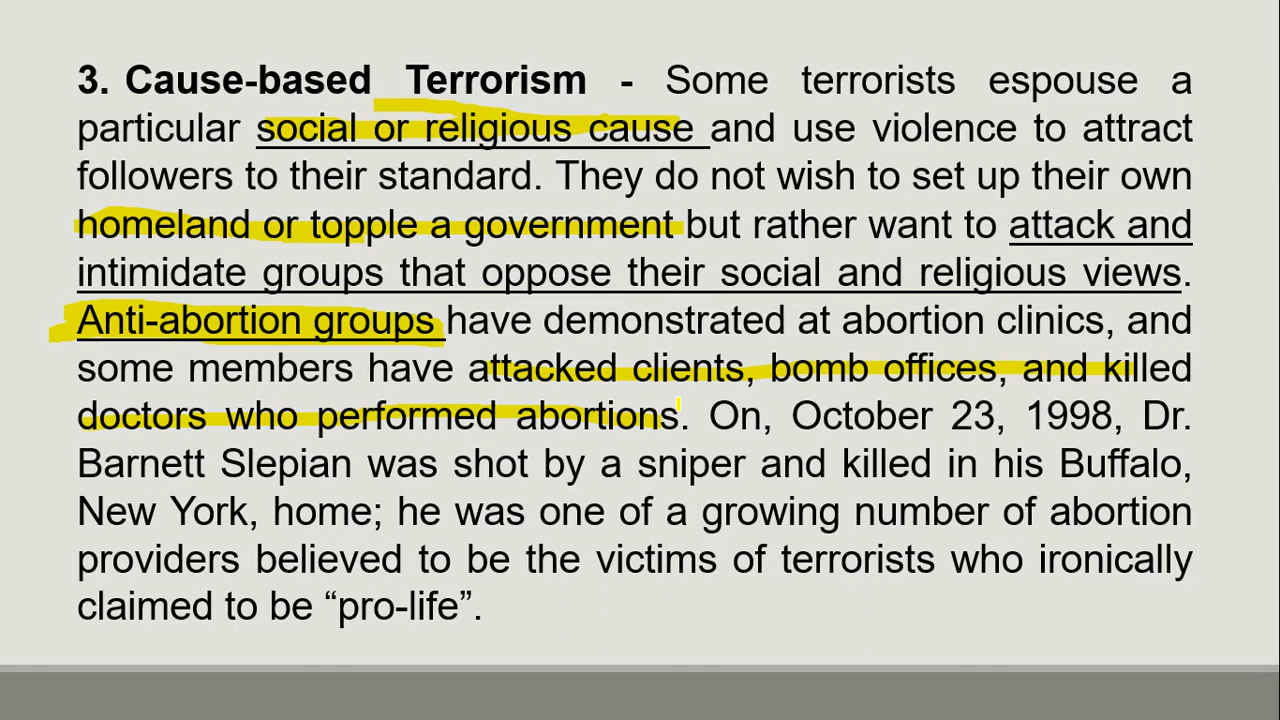 3. Cause-based Terrorism - Some terrorists espouse a
particular social or religious cause and use violence to attract
followers to their standard. They do not wish to set up their own
homeland or topple a government but rather want to attack and
intimidate groups that oppose their social and religious views.
Anti-abortion groups have demonstrated at abortion clinics, and
some members have attacked clients, bomb offices, and killed
doctors who performed abortions. On, October 23, 1998, Dr.
Barnett Slepian was shot by a sniper and killed in his Buffalo,
New York, home; he was one of a growing number of abortion
providers believed to be the victims of terrorists who ironically
claimed to be “pro-life”.